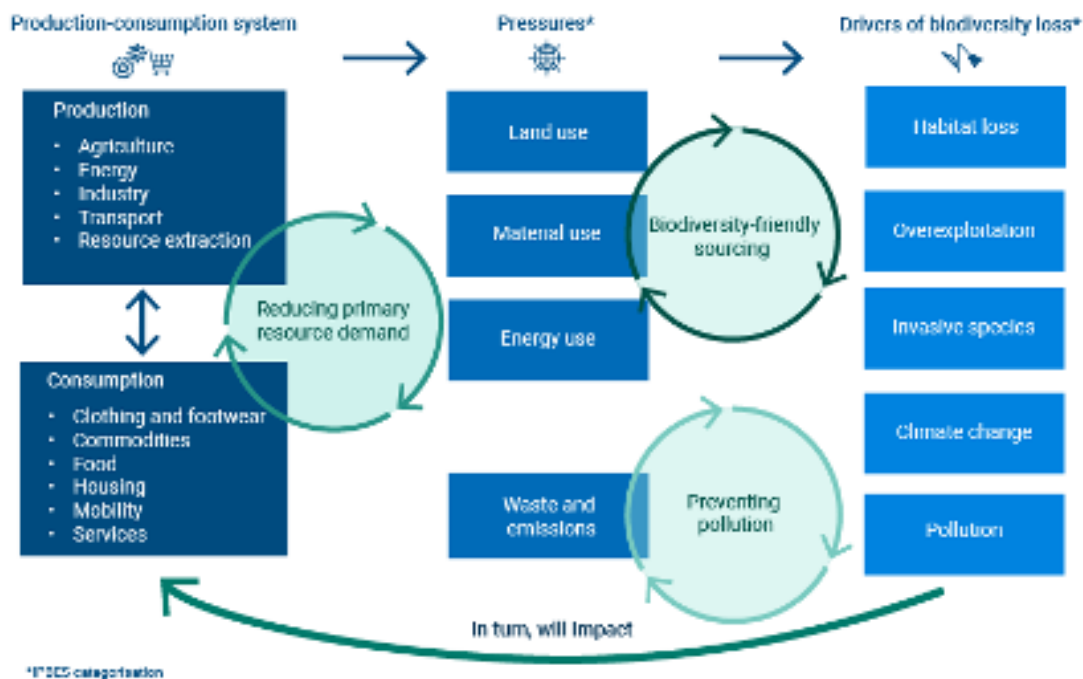 Production-consumption system
Pressures*
Drivers of biodiversity loss*
Production
• Agriculture
• Energy
• Industry
• Transport
• Resource extraction
Consumption
• Clothing and footwear
• Commodities
• Food
• Housing
• Mobility
• Services
Reducing primary
resource demand
Land use
Material use
Energy use
Waste and
emissions
Biodiversity-friendly
sourcing
Preventing
pollution
Habitat loss
Overexploitation
Invasive species
Climate change
Pollution
In turn, will impact
*IPBES categorisation